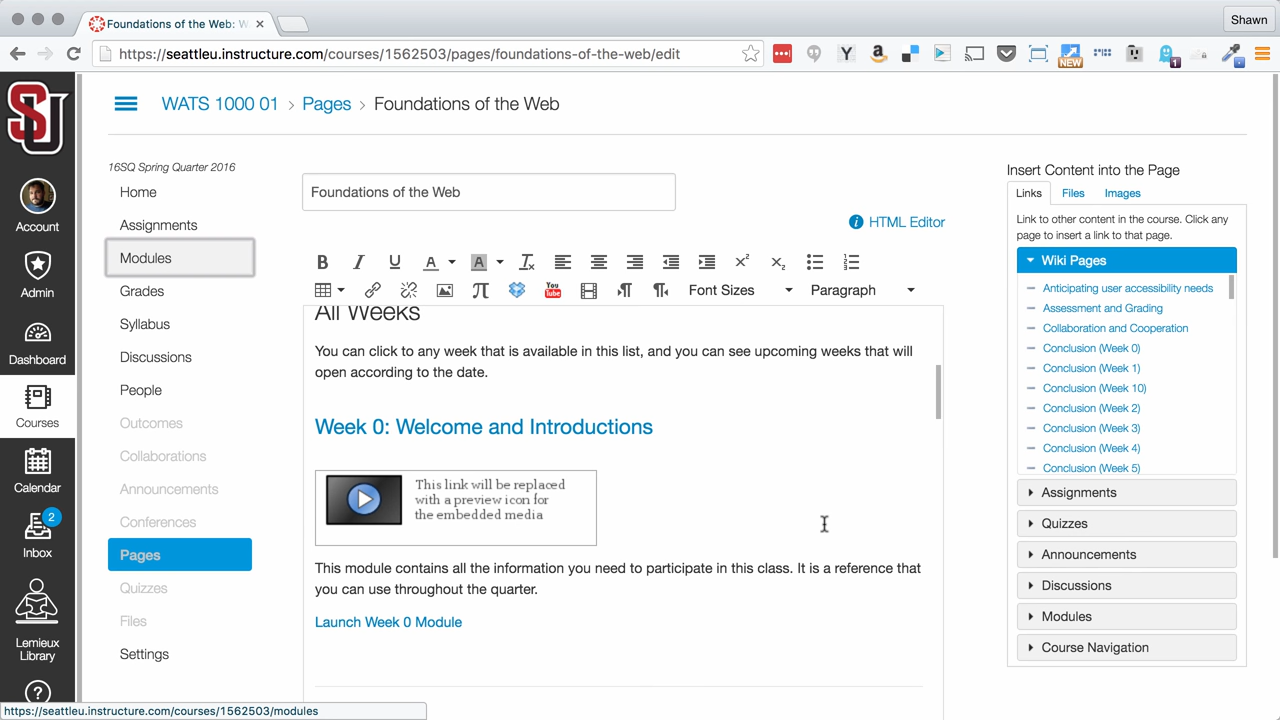 Foundations of the Web: W
Shawn
https://seattleu.instructure.com/courses/1562503/pages/foundations-of-the-web/edit
Y
a
NEW
1
SU
WATS 1000 01 > Pages > Foundations of the Web
16SQ Spring Quarter 2016
Home
Assignments
Modules
Grades
Syllabus
Discussions
People
Outcomes
Collaborations
Announcements
Conferences
Pages
Quizzes
Files
Settings
Account
Admin
Dashboard
Courses
Calendar
2
Inbox
Lemieux
Library
Foundations of the Web
HTML Editor
B I U A A
You
Tube
Font Sizes
Paragraph
All Weeks
You can click to any week that is available in this list, and you can see upcoming weeks that will
open according to the date.
Week 0: Welcome and Introductions
This link will be replaced
with a preview icon for
the embedded media
This module contains all the information you need to participate in this class. It is a reference that
you can use throughout the quarter.
Launch Week 0 Module
Insert Content into the Page
Links Files Images
Link to other content in the course. Click any
page to insert a link to that page.
Wiki Pages
Anticipating user accessibility needs
Assessment and Grading
Collaboration and Cooperation
Conclusion (Week 0)
Conclusion (Week 1)
Conclusion (Week 10)
Conclusion (Week 2)
Conclusion (Week 3)
Conclusion (Week 4)
Conclusion (Week 5)
Assignments
Quizzes
Announcements
Discussions
Modules
Course Navigation
https://seattleu.instructure.com/courses/1562503/modules